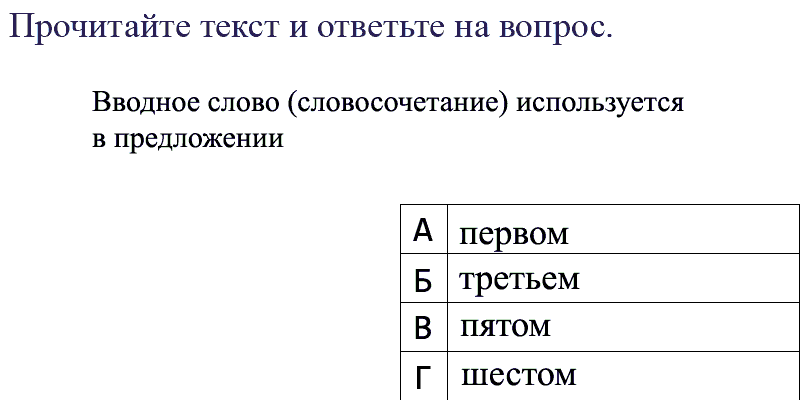 Прочитайте текст и ответьте на вопрос.
Вводное слово (словосочетание) используется
в предложении
А первом
Б третьем
В пятом
Г шестом